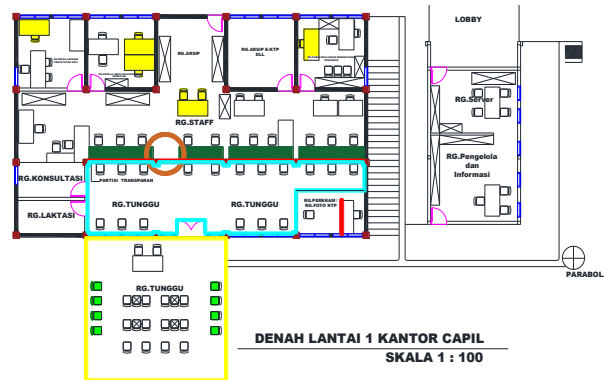 LOBBY
RG.ARSIP
RG.ARSIP E-KTP
DLL
RG.Server
RG.STAFF
RG.Pengelola
dan
Informasi
RG.KONSULTASI
PARTISI TRANSPARAN
RG.TUNGGU
RG.TUNGGU
RG.PEREKAM /
RG.FOTO KTP
RG.LAKTASI
PARABOL
RG.TUNGGU
DENAH LANTAI 1 KANTOR CAPIL
SKALA 1 : 100